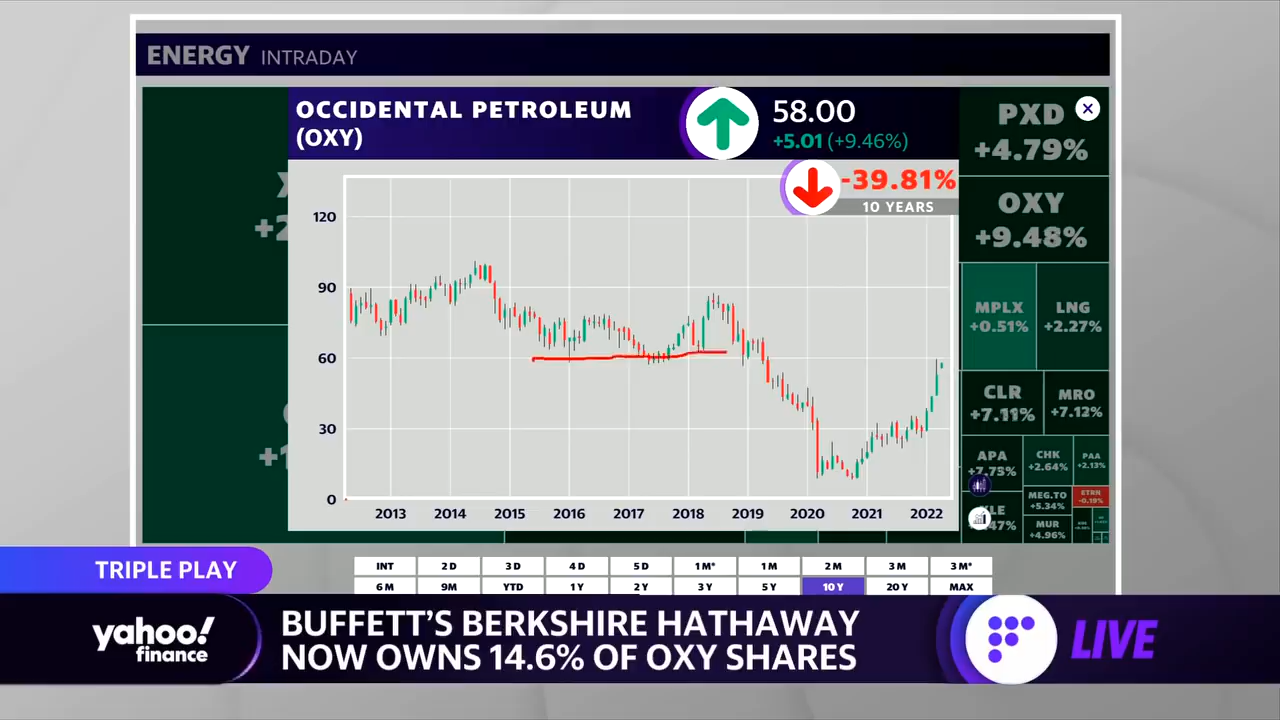 ENERGY INTRADAY
OCCIDENTAL PETROLEUM
(OXY)
58.00
+5.01 (+9.46%)
-39.81%
10 YEARS
120
90
60
30
0
2013 2014 2015 2016 2017 2018 2019 2020 2021 2022
PXD
+4.79%
OXY
+9.48%
MPLX
+0.51%
LNG
+2.27%
CLR
+7.11%
MRO
+7.12%
APA
+7.73%
CHK
+2.64%
PAA
+2.13%
MEG.TO
+5.34%
ETRN
-0.19%
MUR
+4.96%
INT 2 D 3 D 4 D 5 D 1 M* 1 M 2 M 3 M 3 M*
6 M 9M YTD 1 Y 2 Y 3 Y 5 Y 10 Y 20 Y MAX
TRIPLE PLAY
yahoo!
finance
BUFFETT'S BERKSHIRE HATHAWAY
NOW OWNS 14.6% OF OXY SHARES
LIVE